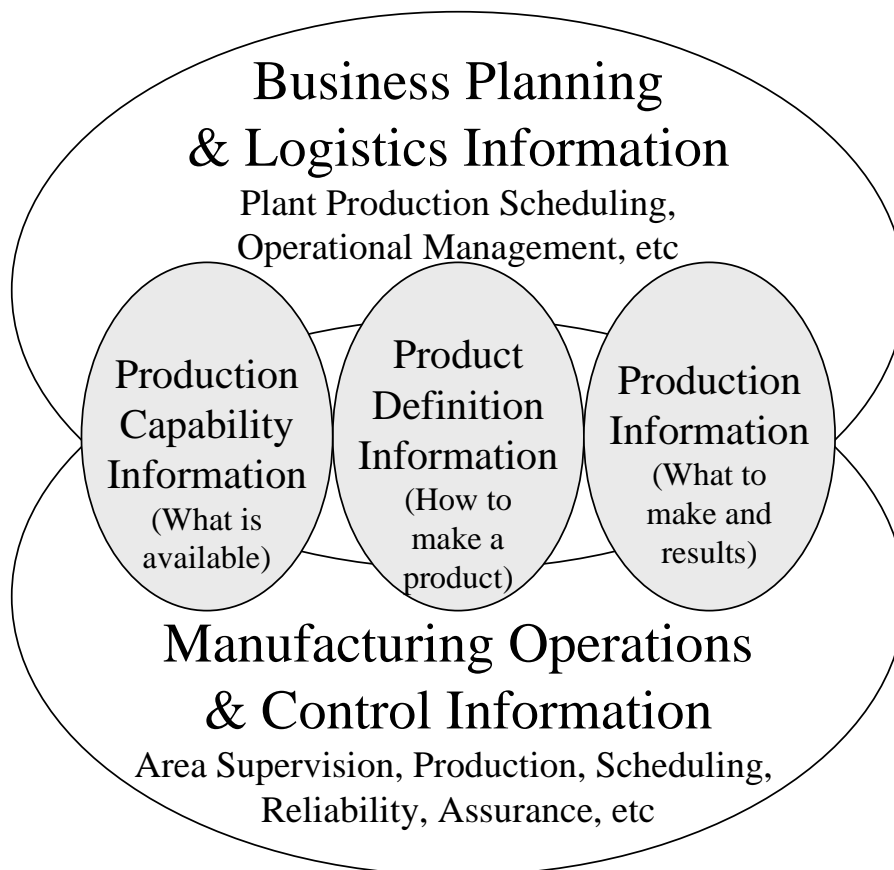 Business Planning
& Logistics Information
Plant Production Scheduling,
Operational Management, etc
Production
Capability
Information
(What is
available)
Product
Definition
Information
(How to
make a
product)
Production
Information
(What to
make and
results)
Manufacturing Operations
& Control Information
Area Supervision, Production, Scheduling,
Reliability, Assurance, etc